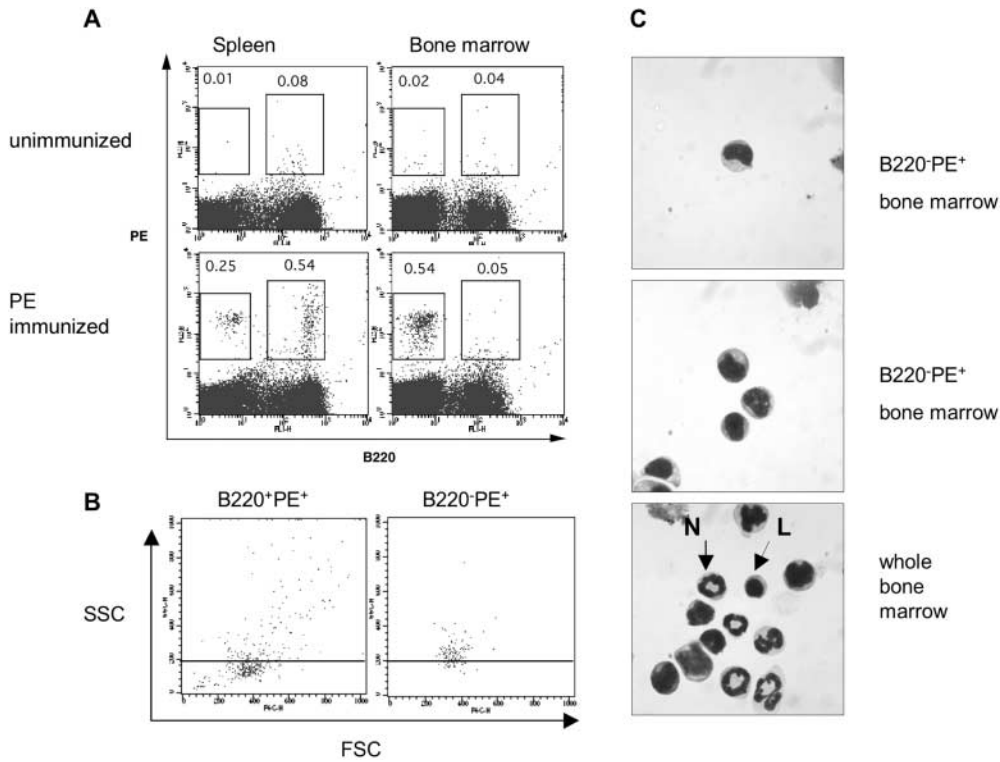 A
Spleen
Bone marrow
unimmunized
0.01
0.08
0.02
0.04
PE
PE
immunized
0.25
0.54
0.54
0.05
B220
B
B220⁺PE⁺
B220⁻PE⁺
SSC
FSC
C
B220⁻PE⁺
bone marrow
B220⁻PE⁺
bone marrow
N
L
whole
bone
marrow